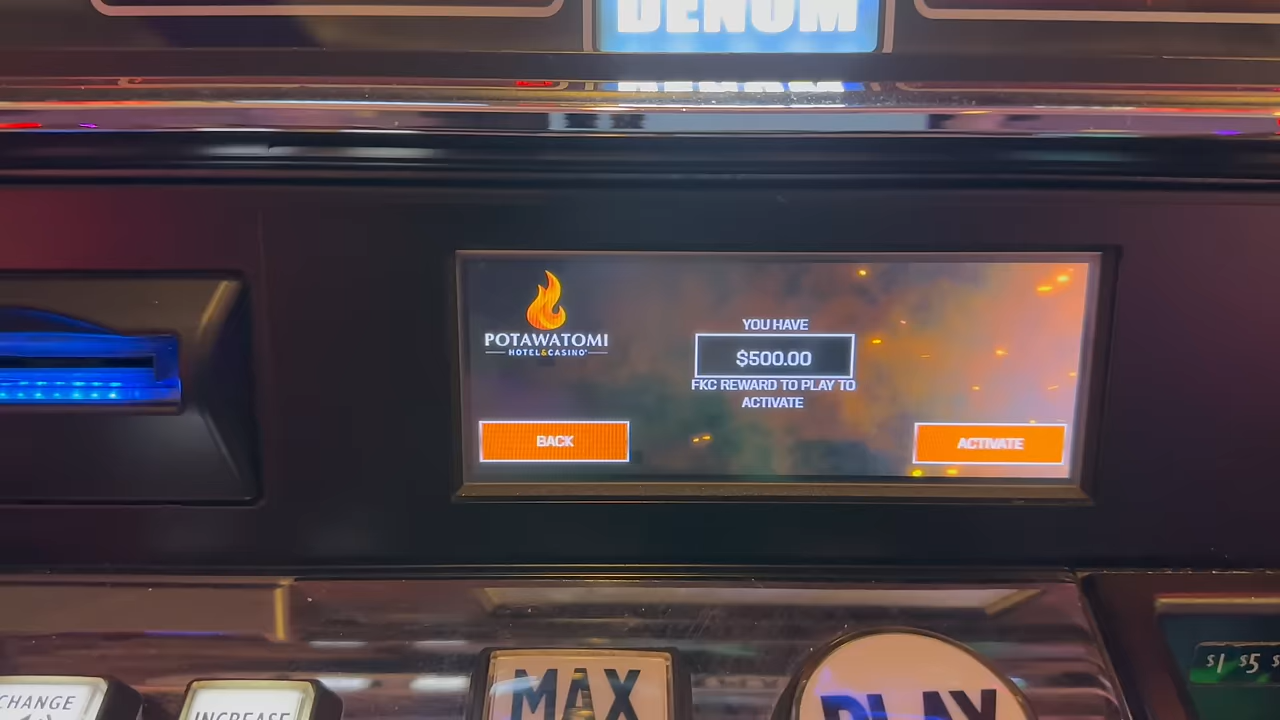 DENOM
POTAWATOMI
HOTEL&CASINO
YOU HAVE
$500.00
FKC REWARD TO PLAY TO
ACTIVATE
BACK
ACTIVATE
CHANGE
INCREASE
MAX
PLAY
$1 $5